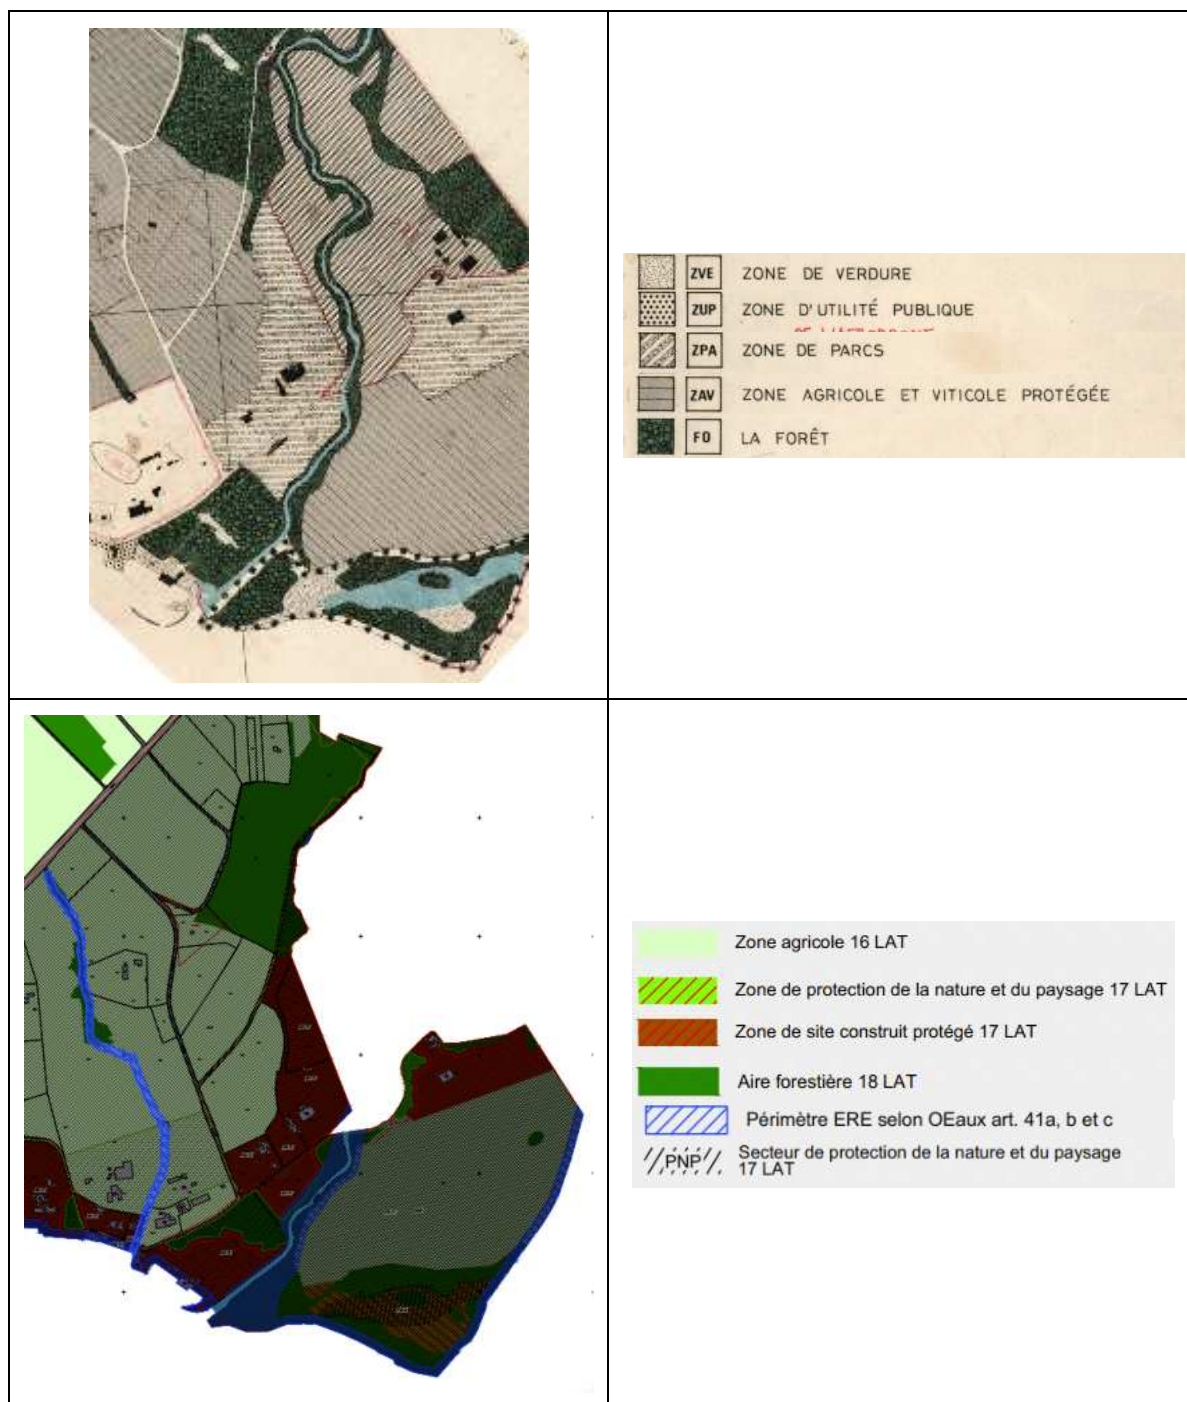 ZVE ZONE DE VERDURE
ZUP ZONE D'UTILITÉ PUBLIQUE
ZPA ZONE DE PARCS
ZAV ZONE AGRICOLE ET VITICOLE PROTÉGÉE
FO LA FORÊT
Zone agricole 16 LAT
Zone de protection de la nature et du paysage 17 LAT
Zone de site construit protégé 17 LAT
Aire forestière 18 LAT
Périmètre ERE selon OEaux art. 41a, b et c
PNP Secteur de protection de la nature et du paysage
17 LAT